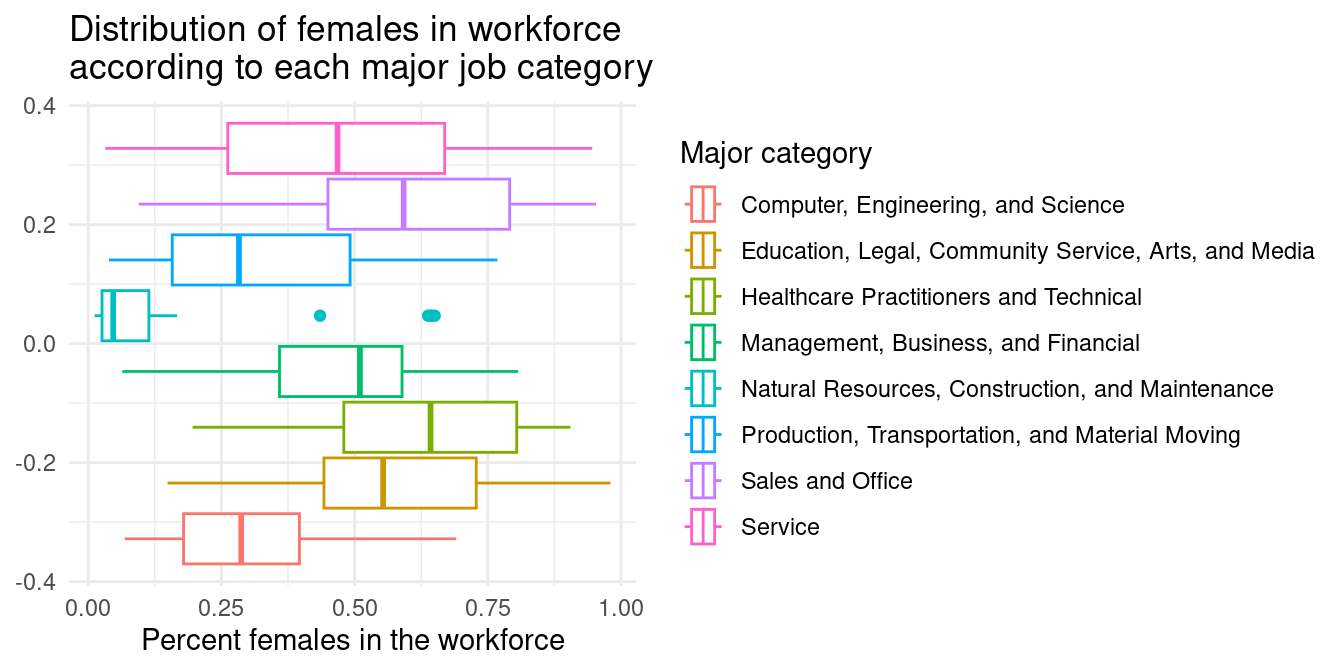 Distribution of females in workforce
according to each major job category
0.4
0.2
0.0
-0.2
-0.4
0.00 0.25 0.50 0.75 1.00
Percent females in the workforce
Major category
Computer, Engineering, and Science
Education, Legal, Community Service, Arts, and Media
Healthcare Practitioners and Technical
Management, Business, and Financial
Natural Resources, Construction, and Maintenance
Production, Transportation, and Material Moving
Sales and Office
Service